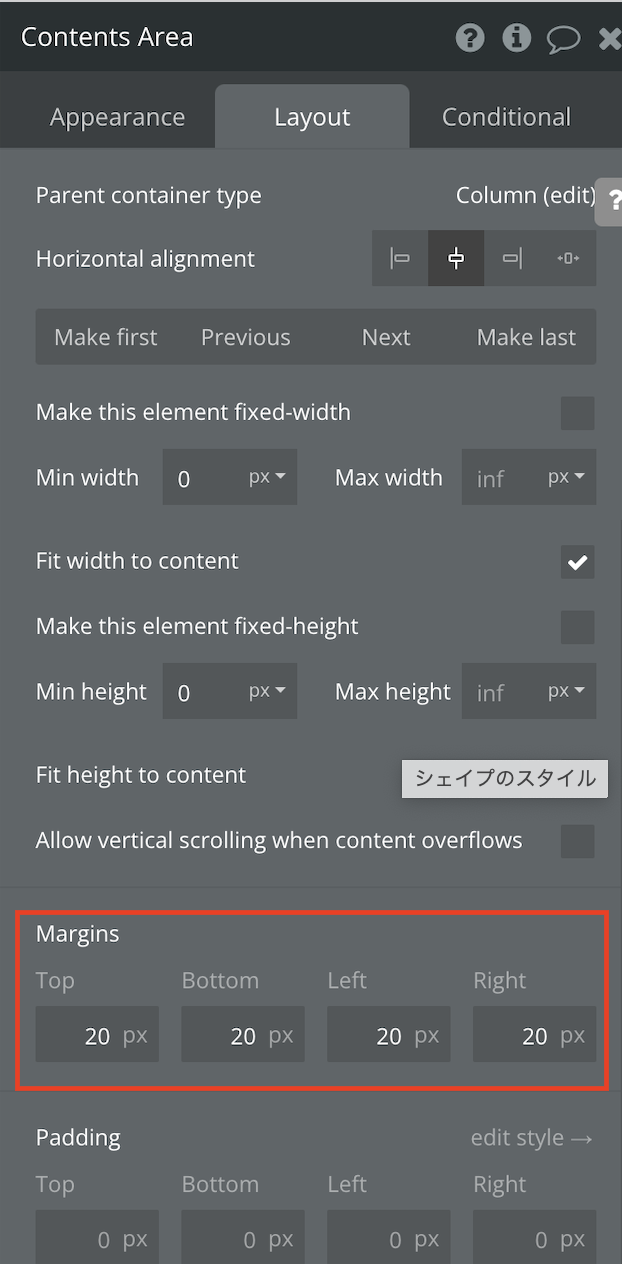 Contents Area
Appearance Layout Conditional
Parent container type Column (edit)
?
Horizontal alignment
Make first Previous Next Make last
Make this element fixed-width
Min width 0 px Max width inf px
Fit width to content
Make this element fixed-height
Min height 0 px Max height inf px
Fit height to content シェイプのスタイル
Allow vertical scrolling when content overflows
Margins
Top Bottom Left Right
20 px 20 px 20 px 20 px
Padding edit style →
Top Bottom Left Right
0 px 0 px 0 px 0 px